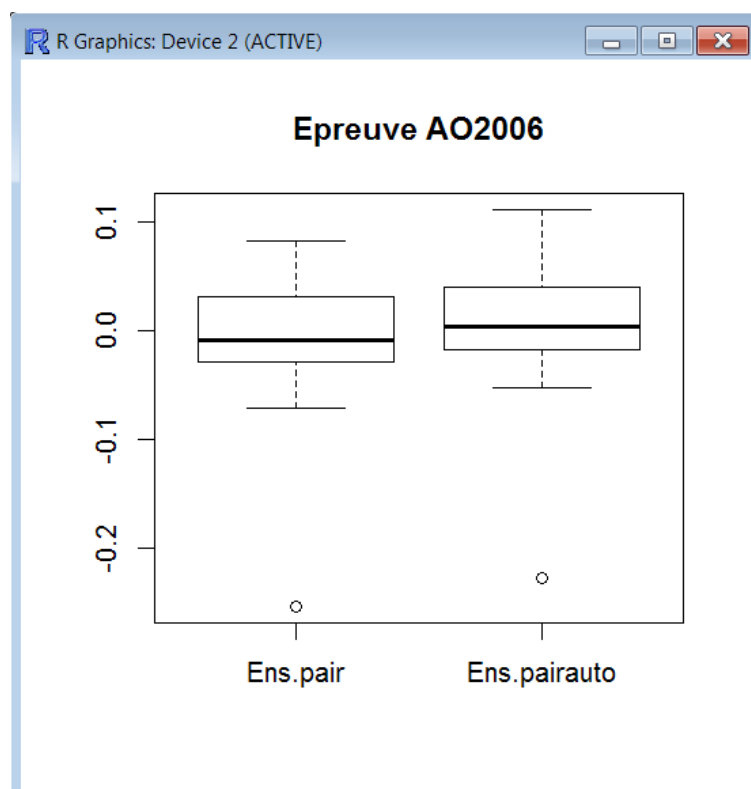 R Graphics: Device 2 (ACTIVE)
Epreuve AO2006
0.1
0.0
-0.1
-0.2
Ens.pair Ens.pairauto